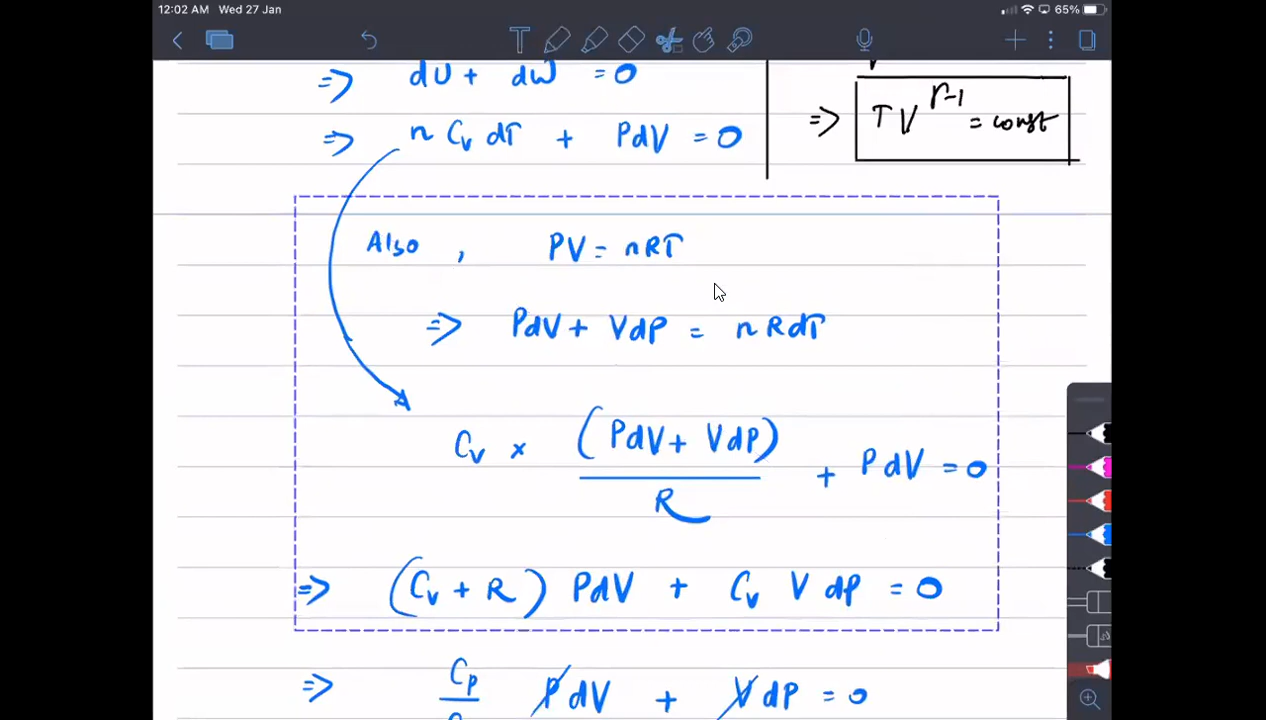 12:02 AM Wed 27 Jan 65%
=> dU + dW = 0
=> n Cv dT + PdV = 0
=> TV^γ-1 = const
Also , PV = nRT
=> PdV + VdP = n R dT
Cv × (PdV + VdP) / R + PdV = 0
=> (Cv + R) PdV + Cv V dP = 0
=> Cp PdV + VdP = 0